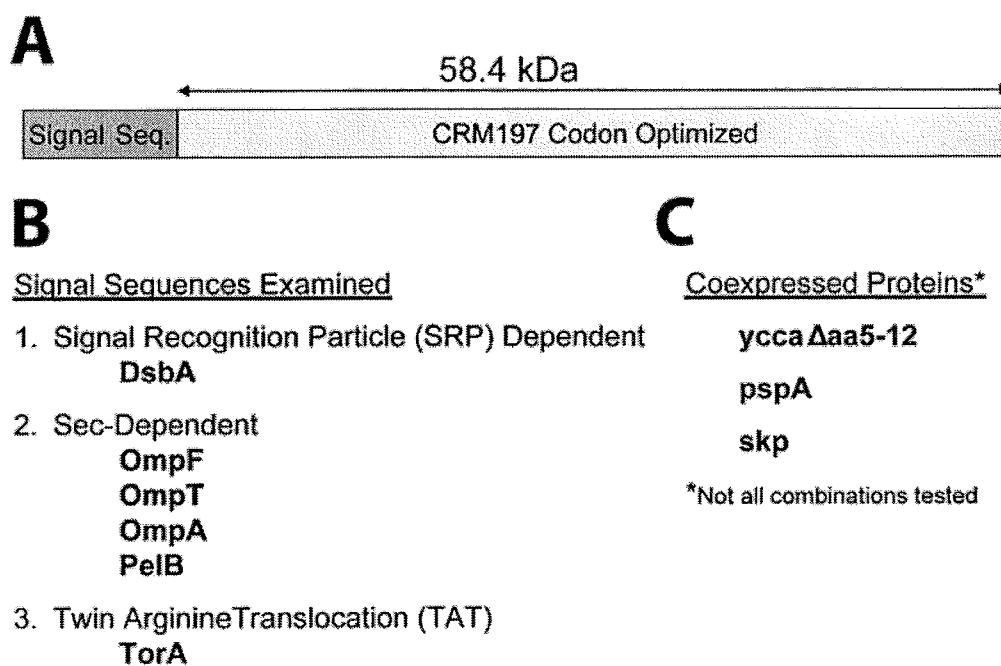 A
58.4 kDa
Signal Seq.
CRM197 Codon Optimized
B
Signal Sequences Examined
1. Signal Recognition Particle (SRP) Dependent
DsbA
2. Sec-Dependent
OmpF
OmpT
OmpA
PelB
3. Twin ArginineTranslocation (TAT)
TorA
C
Coexpressed Proteins*
yccaΔaa5-12
pspA
skp
*Not all combinations tested